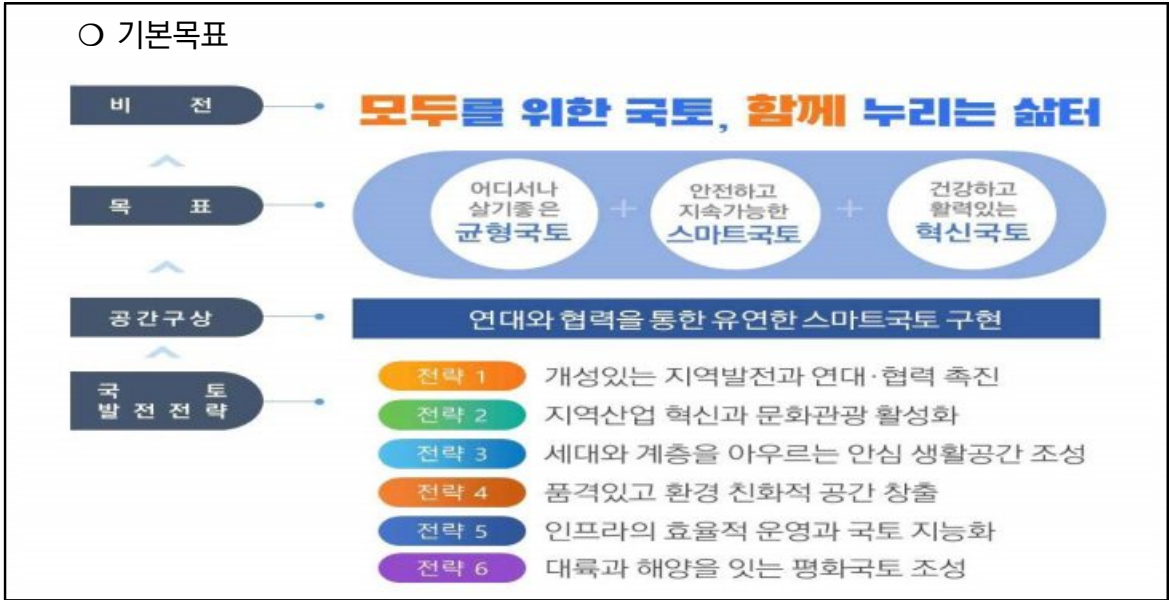 ○ 기본목표
비 전
모두를 위한 국토, 함께 누리는 삶터
목 표
어디서나
살기좋은
균형국토
+
안전하고
지속가능한
스마트국토
+
건강하고
활력있는
혁신국토
공간구상
연대와 협력을 통한 유연한 스마트국토 구현
국 토
발전전략
전략 1 개성있는 지역발전과 연대·협력 촉진
전략 2 지역산업 혁신과 문화관광 활성화
전략 3 세대와 계층을 아우르는 안심 생활공간 조성
전략 4 품격있고 환경 친화적 공간 창출
전략 5 인프라의 효율적 운영과 국토 지능화
전략 6 대륙과 해양을 잇는 평화국토 조성